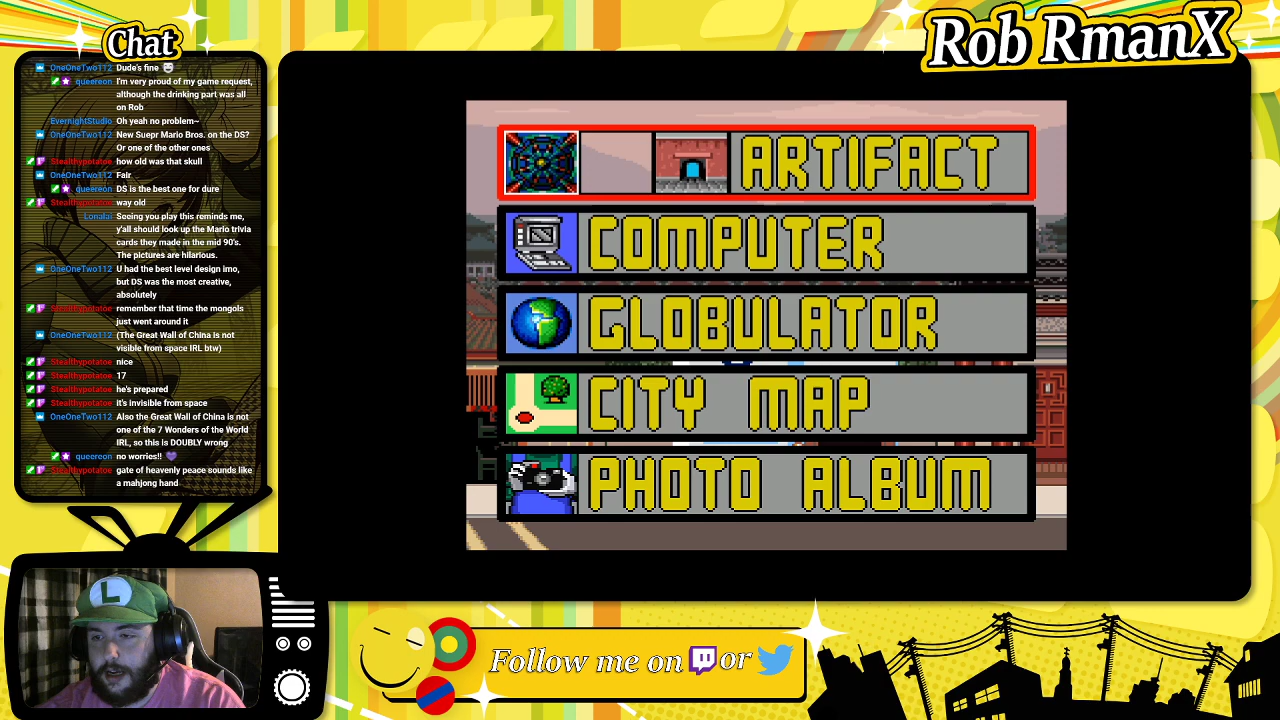 Chat
Rob RmanX
OneOneTwo112 Dude's fine
queereon I'm very proud of my game request,
although the drinking part was all
on Rob
EvernightStudio Oh yeah no problem~
OneOneTwo112 New Suepr Mario Bros. on the DS?
Or one of the other ones
Stealthypotatoe how old was that skull
OneOneTwo112 Fair
queereon DS is the best one for dure
Stealthypotatoe way old
Lonalai Seeing you play this reminds me,
y'all should look up the Mario trivia
cards they made in the mid 90's.
The pictures are hilarious.
OneOneTwo112 U had the best level design imo,
but DS was the most creative,
absolutely
Stealthypotatoe remember that time the mongols
just went around it
OneOneTwo112 (The Great Wall of China is not
visible from space IRL btw)
Stealthypotatoe nice
Stealthypotatoe 17
Stealthypotatoe he's prepared
Stealthypotatoe it's invisible from space
OneOneTwo112 Also the Great Wall of China is not
one of the 7 Wonders of the World
IRL, so this is DOUBLY wrong
queereon no worries!!
Stealthypotatoe gate of heavenly peace sounds like
a mahjong hand
ARTIFACT
COMPUTER
GLOBULATOR
CITY MAP
PHOTO ALBUM
L
Follow me on or